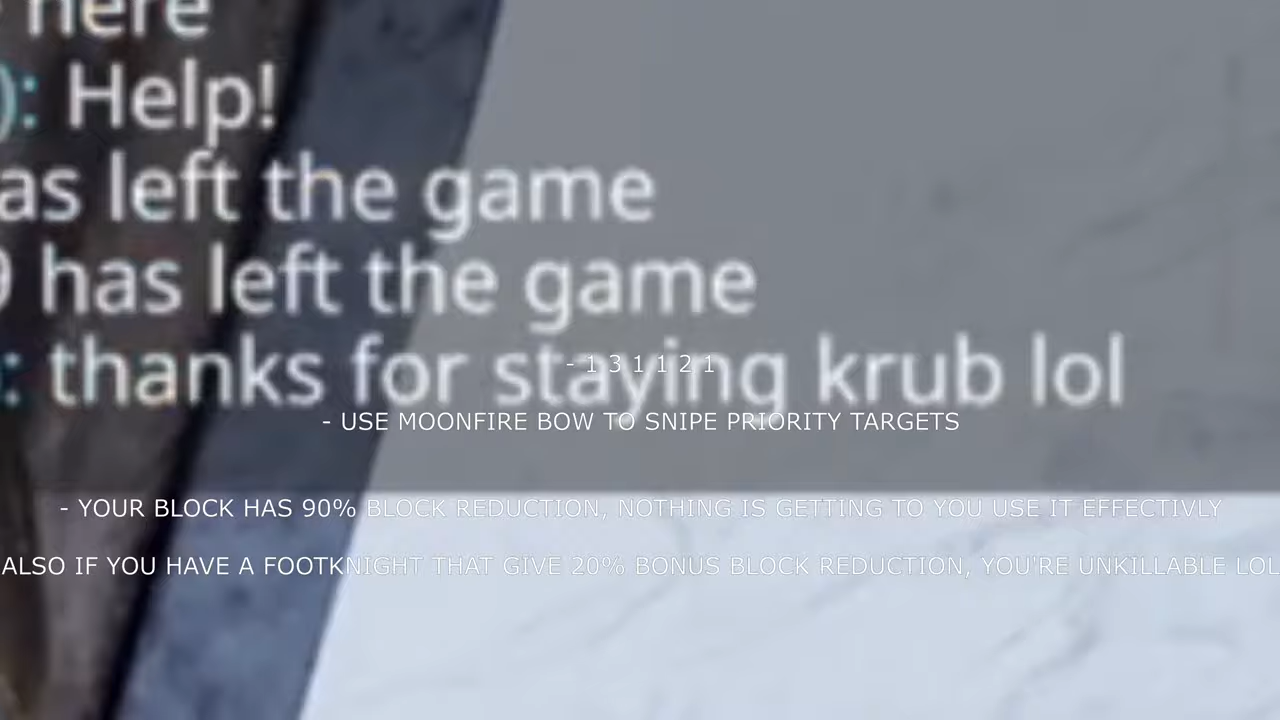 here
): Help!
as left the game
9 has left the game
: thanks for staying krub lol
- 1 3 1 1 2 1
- USE MOONFIRE BOW TO SNIPE PRIORITY TARGETS
- YOUR BLOCK HAS 90% BLOCK REDUCTION, NOTHING IS GETTING TO YOU USE IT EFFECTIVLY
ALSO IF YOU HAVE A FOOTKNIGHT THAT GIVE 20% BONUS BLOCK REDUCTION, YOU'RE UNKILLABLE LOL